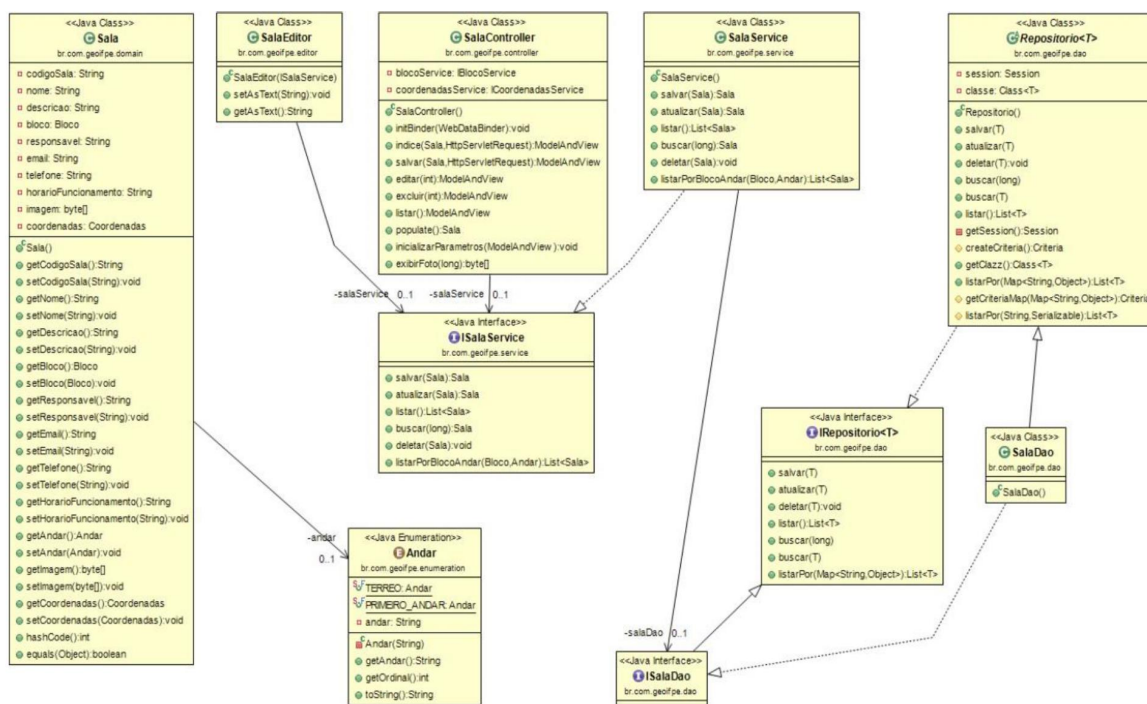 <<Java Class>>
Sala
br.com.geoifpe.domain
codigoSala: String
nome: String
descricao: String
bloco: Bloco
responsavel: String
email: String
telefone: String
horarioFuncionamento: String
imagem: byte[]
coordenadas: Coordenadas
Sala()
getCodigoSala():String
setCodigoSala(String):void
getNome():String
setNome(String):void
getDescricao():String
setDescricao(String):void
getBloco():Bloco
setBloco(Bloco):void
getResponsavel():String
setResponsavel(String):void
getEmail():String
setEmail(String):void
getTelefone():String
setTelefone(String):void
getHorarioFuncionamento():String
setHorarioFuncionamento(String):void
getAndar():Andar
setAndar(Andar):void
getImagem():byte[]
setImagem(byte[]):void
getCoordenadas():Coordenadas
setCoordenadas(Coordenadas):void
hashCode():int
equals(Object):boolean
<<Java Class>>
SalaEditor
br.com.geoifpe.editor
SalaEditor(ISalaService)
setAsText(String):void
getAsText():String
<<Java Class>>
SalaController
br.com.geoifpe.controller
blocoService: IBlocoService
coordenadasService: ICoordenadasService
SalaController()
initBinder(WebDataBinder):void
indice(Sala,HttpServletRequest):ModelAndView
salvar(Sala,HttpServletRequest):ModelAndView
editar(int):ModelAndView
excluir(int):ModelAndView
listar():ModelAndView
populate():Sala
inicializarParametros(ModelAndView):void
exibirFoto(long):byte[]
<<Java Class>>
SalaService
br.com.geoifpe.service
SalaService()
salvar(Sala):Sala
atualizar(Sala):Sala
listar():List<Sala>
buscar(long):Sala
deletar(Sala):void
listarPorBlocoAndar(Bloco,Andar):List<Sala>
<<Java Class>>
Repositorio<T>
br.com.geoifpe.dao
session: Session
classe: Class<T>
Repositorio()
salvar(T)
atualizar(T)
deletar(T):void
buscar(long)
buscar(T)
listar():List<T>
getSession():Session
createCriteria():Criteria
getClazz():Class<T>
listarPor(Map<String,Object>):List<T>
getCriteriaMap(Map<String,Object>):Criteria
listarPor(String,Serializable):List<T>
-salaService 0..1
-salaService 0..1
<<Java Interface>>
ISalaService
br.com.geoifpe.service
salvar(Sala):Sala
atualizar(Sala):Sala
listar():List<Sala>
buscar(long):Sala
deletar(Sala):void
listarPorBlocoAndar(Bloco,Andar):List<Sala>
<<Java Interface>>
IRepositorio<T>
br.com.geoifpe.dao
salvar(T)
atualizar(T)
deletar(T):void
listar():List<T>
buscar(long)
buscar(T)
listarPor(Map<String,Object>):List<T>
<<Java Class>>
SalaDao
br.com.geoifpe.dao
SalaDao()
-andar
0..1
<<Java Enumeration>>
Andar
br.com.geoifpe.enumeration
TERREO: Andar
PRIMEIRO_ANDAR: Andar
andar: String
Andar(String)
getAndar():String
getOrdinal():int
toString():String
-salaDao 0..1
<<Java Interface>>
ISalaDao
br.com.geoifpe.dao